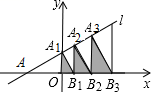 y
A₃ l
A₂
A₁
A
O B₁ B₂ B₃ x